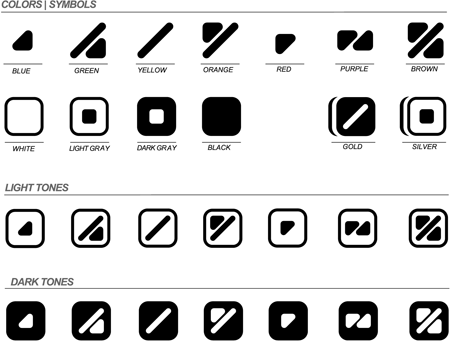 COLORS | SYMBOLS
BLUE GREEN YELLOW ORANGE RED PURPLE BROWN
WHITE LIGHT GRAY DARK GRAY BLACK GOLD SILVER
LIGHT TONES
DARK TONES